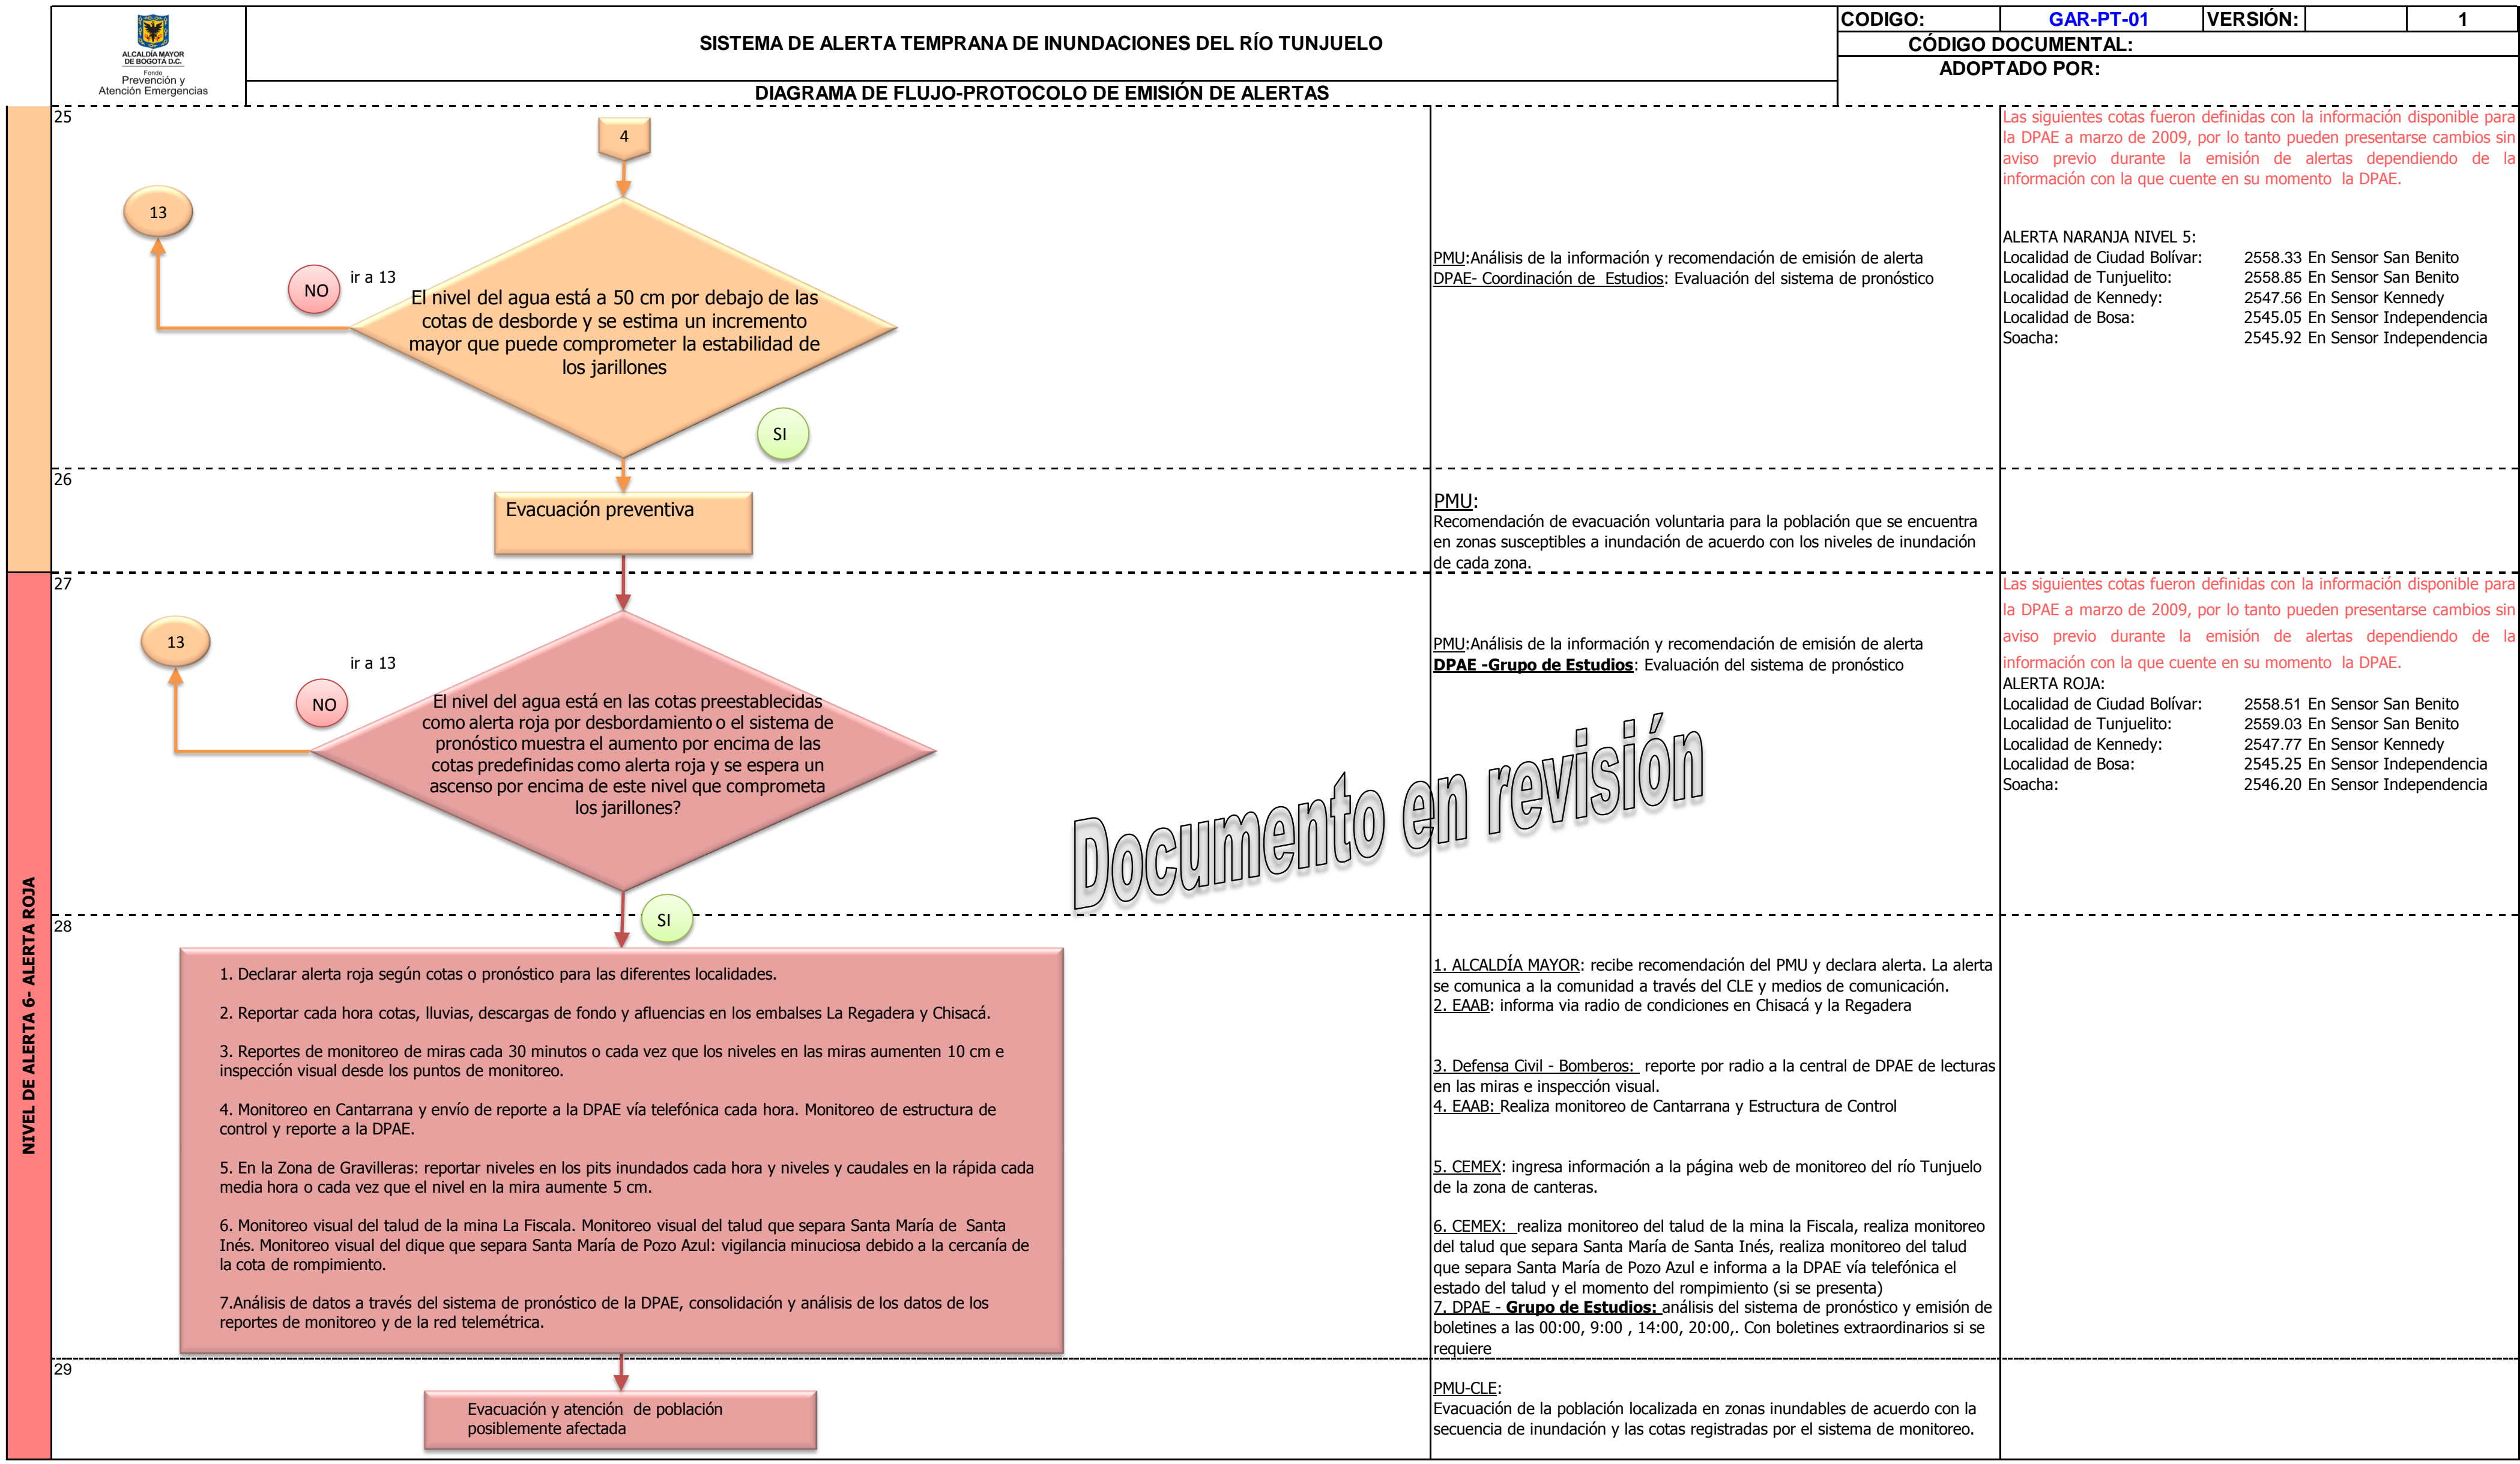 ALCALDÍA MAYOR
DE BOGOTÁ D.C.
Fondo
Prevención y
Atención Emergencias
SISTEMA DE ALERTA TEMPRANA DE INUNDACIONES DEL RÍO TUNJUELO
DIAGRAMA DE FLUJO-PROTOCOLO DE EMISIÓN DE ALERTAS
CODIGO: GAR-PT-01 VERSIÓN: 1
CÓDIGO DOCUMENTAL:
ADOPTADO POR:
25
4
13
NO
ir a 13
El nivel del agua está a 50 cm por debajo de las
cotas de desborde y se estima un incremento
mayor que puede comprometer la estabilidad de
los jarillones
SI
PMU:Análisis de la información y recomendación de emisión de alerta
DPAE- Coordinación de Estudios: Evaluación del sistema de pronóstico
Las siguientes cotas fueron definidas con la información disponible para
la DPAE a marzo de 2009, por lo tanto pueden presentarse cambios sin
aviso previo durante la emisión de alertas dependiendo de la
información con la que cuente en su momento la DPAE.
ALERTA NARANJA NIVEL 5:
Localidad de Ciudad Bolívar: 2558.33 En Sensor San Benito
Localidad de Tunjuelito: 2558.85 En Sensor San Benito
Localidad de Kennedy: 2547.56 En Sensor Kennedy
Localidad de Bosa: 2545.05 En Sensor Independencia
Soacha: 2545.92 En Sensor Independencia
26
Evacuación preventiva
PMU:
Recomendación de evacuación voluntaria para la población que se encuentra
en zonas susceptibles a inundación de acuerdo con los niveles de inundación
de cada zona.
NIVEL DE ALERTA 6- ALERTA ROJA
27
13
ir a 13
NO
El nivel del agua está en las cotas preestablecidas
como alerta roja por desbordamiento o el sistema de
pronóstico muestra el aumento por encima de las
cotas predefinidas como alerta roja y se espera un
ascenso por encima de este nivel que comprometa
los jarillones?
SI
PMU:Análisis de la información y recomendación de emisión de alerta
DPAE -Grupo de Estudios: Evaluación del sistema de pronóstico
Las siguientes cotas fueron definidas con la información disponible para
la DPAE a marzo de 2009, por lo tanto pueden presentarse cambios sin
aviso previo durante la emisión de alertas dependiendo de la
información con la que cuente en su momento la DPAE.
ALERTA ROJA:
Localidad de Ciudad Bolívar: 2558.51 En Sensor San Benito
Localidad de Tunjuelito: 2559.03 En Sensor San Benito
Localidad de Kennedy: 2547.77 En Sensor Kennedy
Localidad de Bosa: 2545.25 En Sensor Independencia
Soacha: 2546.20 En Sensor Independencia
Documento en revisión
28
1. Declarar alerta roja según cotas o pronóstico para las diferentes localidades.
2. Reportar cada hora cotas, lluvias, descargas de fondo y afluencias en los embalses La Regadera y Chisacá.
3. Reportes de monitoreo de miras cada 30 minutos o cada vez que los niveles en las miras aumenten 10 cm e
inspección visual desde los puntos de monitoreo.
4. Monitoreo en Cantarrana y envío de reporte a la DPAE vía telefónica cada hora. Monitoreo de estructura de
control y reporte a la DPAE.
5. En la Zona de Gravilleras: reportar niveles en los pits inundados cada hora y niveles y caudales en la rápida cada
media hora o cada vez que el nivel en la mira aumente 5 cm.
6. Monitoreo visual del talud de la mina La Fiscala. Monitoreo visual del talud que separa Santa María de Santa
Inés. Monitoreo visual del dique que separa Santa María de Pozo Azul: vigilancia minuciosa debido a la cercanía de
la cota de rompimiento.
7.Análisis de datos a través del sistema de pronóstico de la DPAE, consolidación y análisis de los datos de los
reportes de monitoreo y de la red telemétrica.
1. ALCALDÍA MAYOR: recibe recomendación del PMU y declara alerta. La alerta
se comunica a la comunidad a través del CLE y medios de comunicación.
2. EAAB: informa via radio de condiciones en Chisacá y la Regadera
3. Defensa Civil - Bomberos: reporte por radio a la central de DPAE de lecturas
en las miras e inspección visual.
4. EAAB: Realiza monitoreo de Cantarrana y Estructura de Control
5. CEMEX: ingresa información a la página web de monitoreo del río Tunjuelo
de la zona de canteras.
6. CEMEX: realiza monitoreo del talud de la mina la Fiscala, realiza monitoreo
del talud que separa Santa María de Santa Inés, realiza monitoreo del talud
que separa Santa María de Pozo Azul e informa a la DPAE vía telefónica el
estado del talud y el momento del rompimiento (si se presenta)
7. DPAE - Grupo de Estudios: análisis del sistema de pronóstico y emisión de
boletines a las 00:00, 9:00 , 14:00, 20:00,. Con boletines extraordinarios si se
requiere
29
Evacuación y atención de población
posiblemente afectada
PMU-CLE:
Evacuación de la población localizada en zonas inundables de acuerdo con la
secuencia de inundación y las cotas registradas por el sistema de monitoreo.